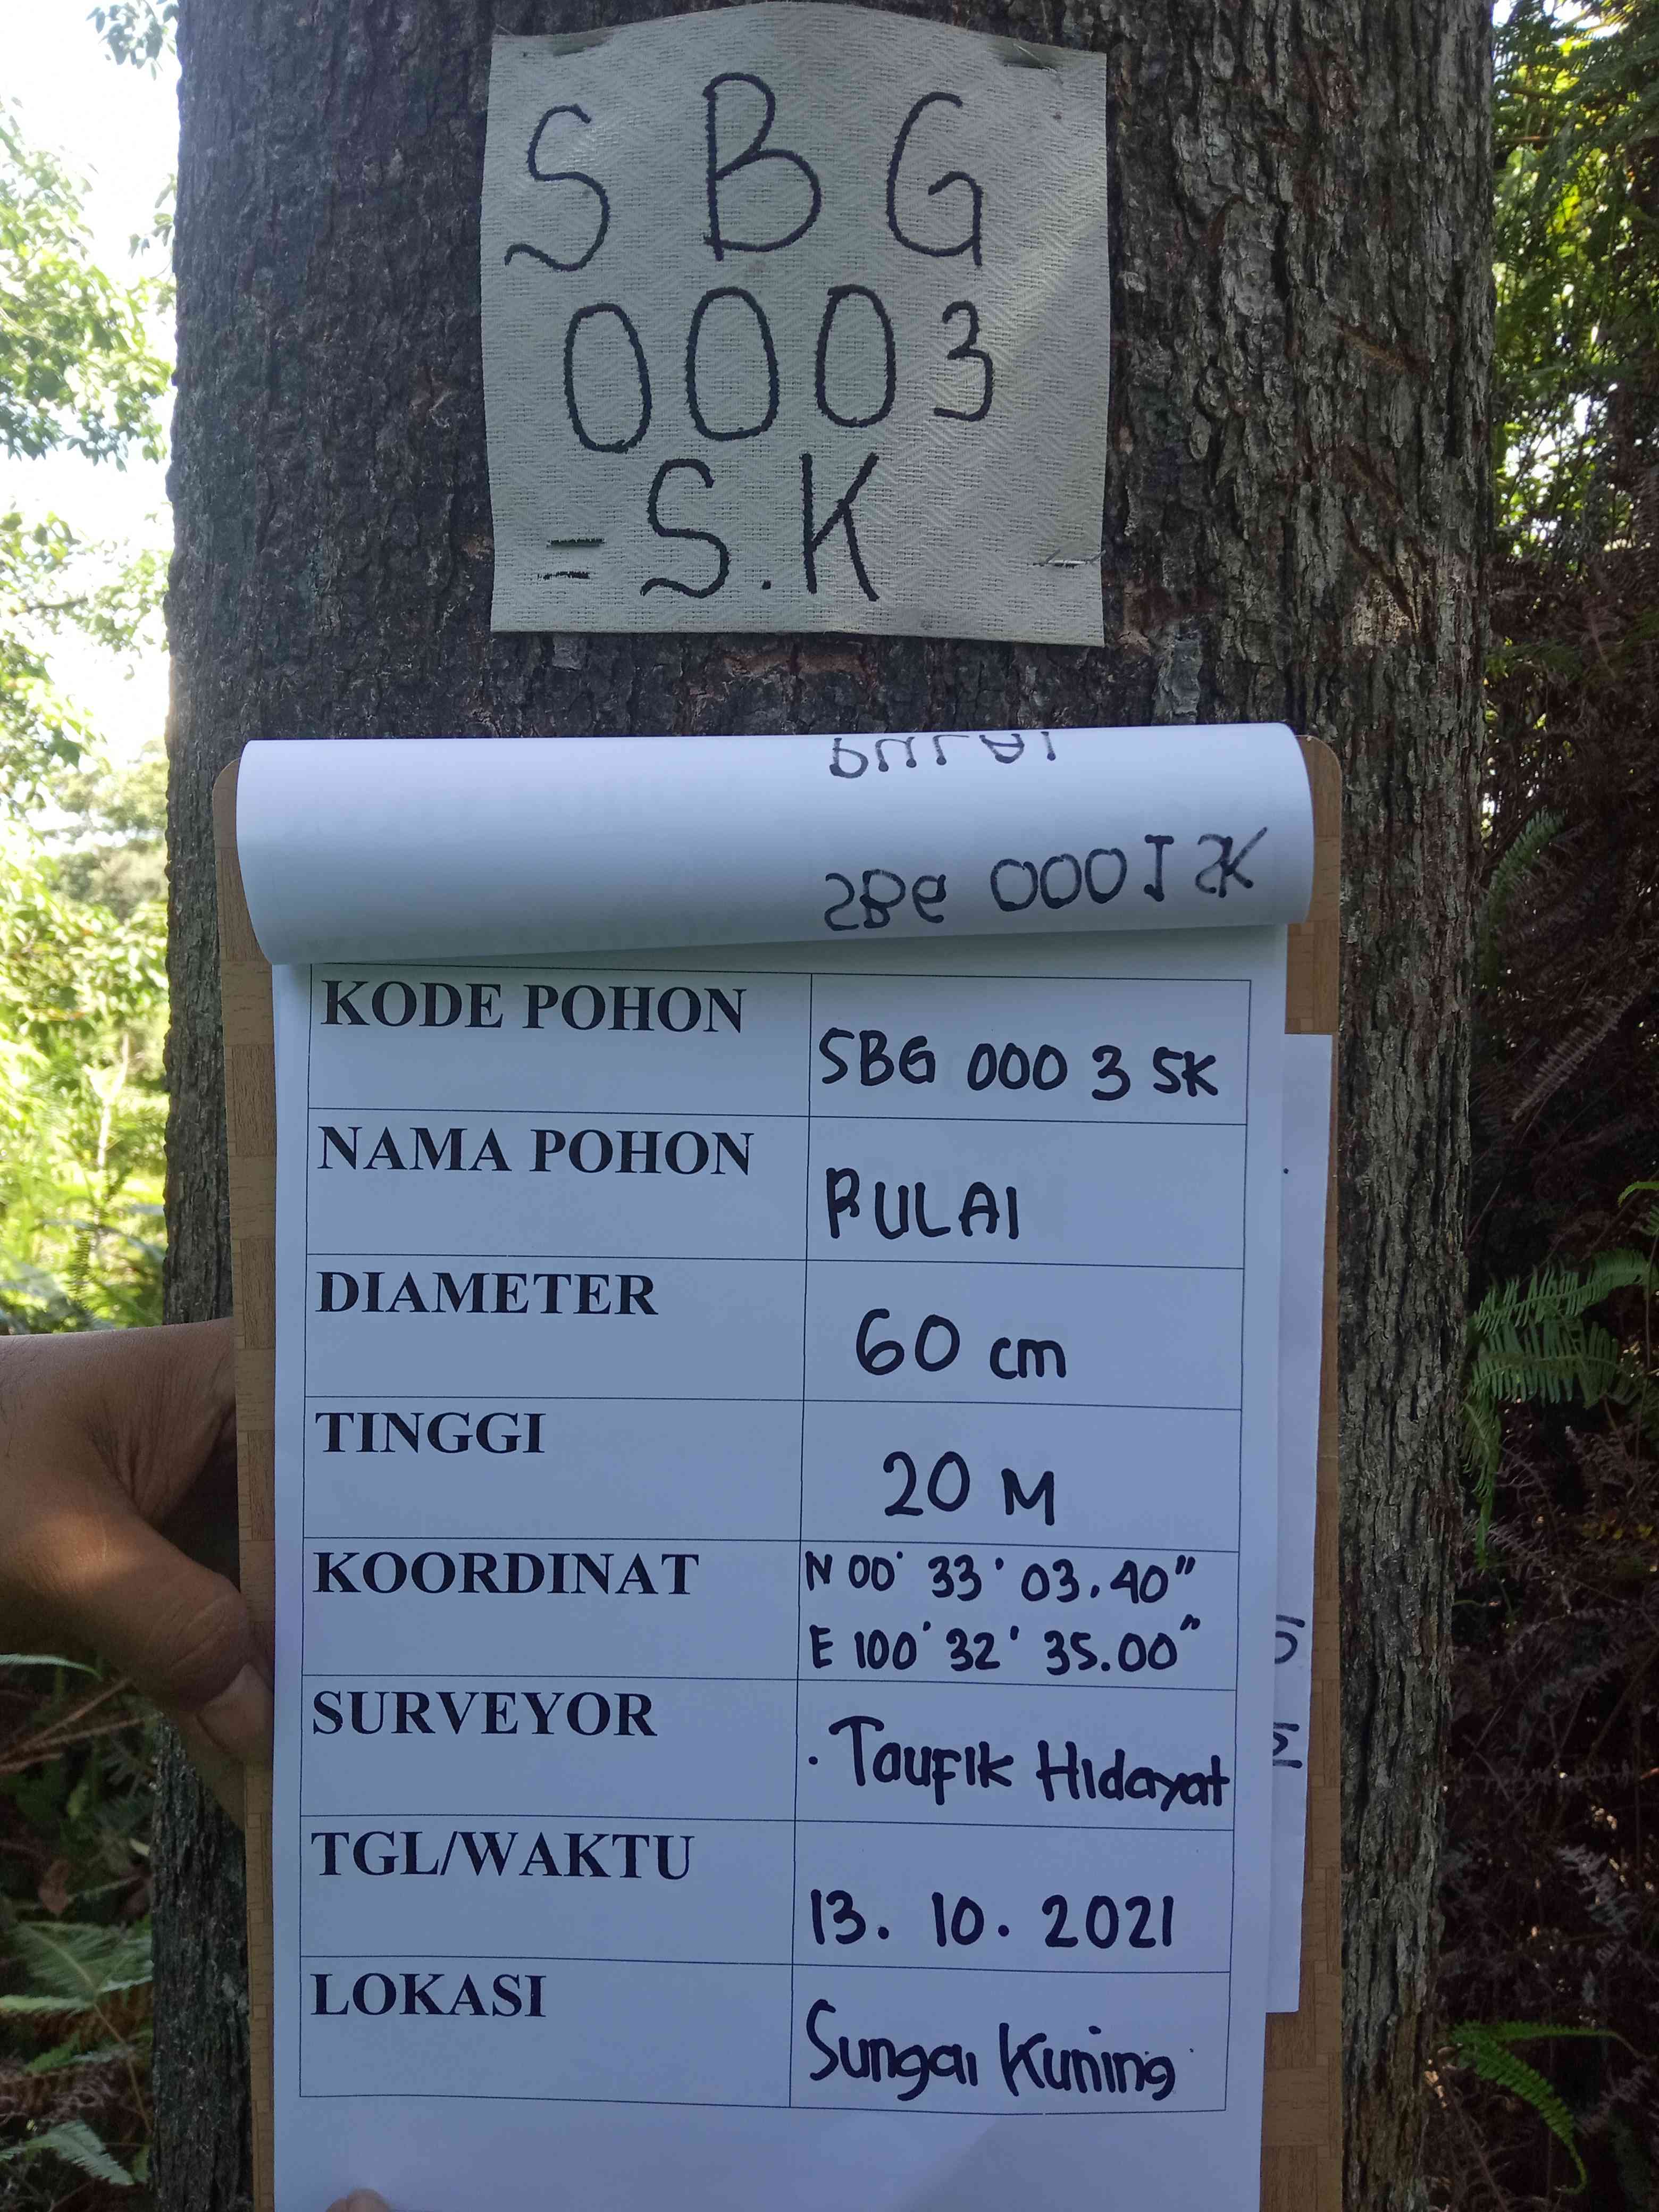 SBG
0003
= S.K
PULAI
SBG 0001 SK
KODE POHON
SBG 000 3 SK
NAMA POHON
PULAI
DIAMETER
60 cm
TINGGI
20 M
KOORDINAT
N 00° 33' 03.40"
E 100° 32' 35.00"
SURVEYOR
. Taufik Hidayat
TGL/WAKTU
13. 10. 2021
LOKASI
Sungai Kuning